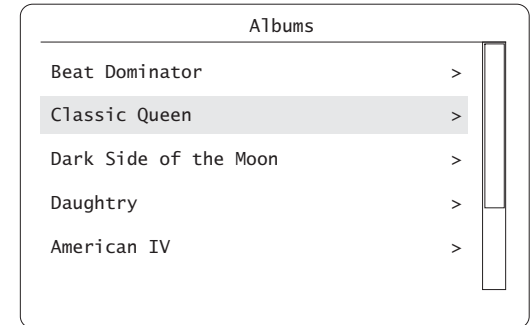 Albums
Beat Dominator >
Classic Queen >
Dark Side of the Moon >
Daughtry >
American IV >